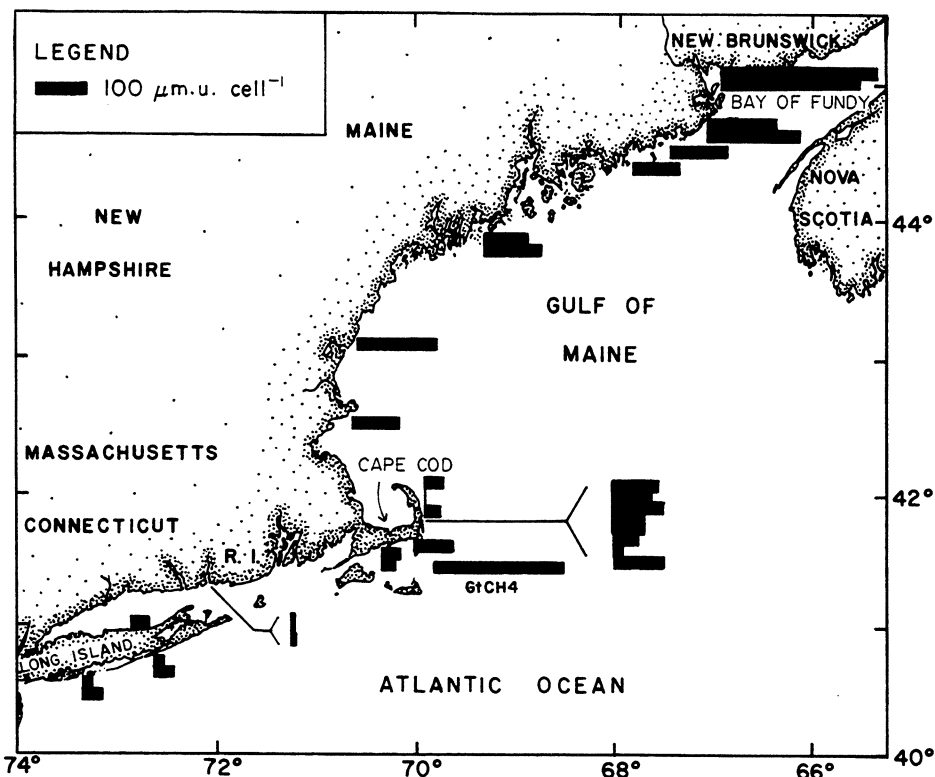 LEGEND
100 μm.u. cell⁻¹
NEW BRUNSWICK
BAY OF FUNDY
MAINE
NOVA
SCOTIA
44°
NEW
HAMPSHIRE
GULF OF
MAINE
MASSACHUSETTS
CAPE COD
42°
CONNECTICUT
R. I.
GtCH4
LONG ISLAND
ATLANTIC OCEAN
40°
74°
72°
70°
68°
66°